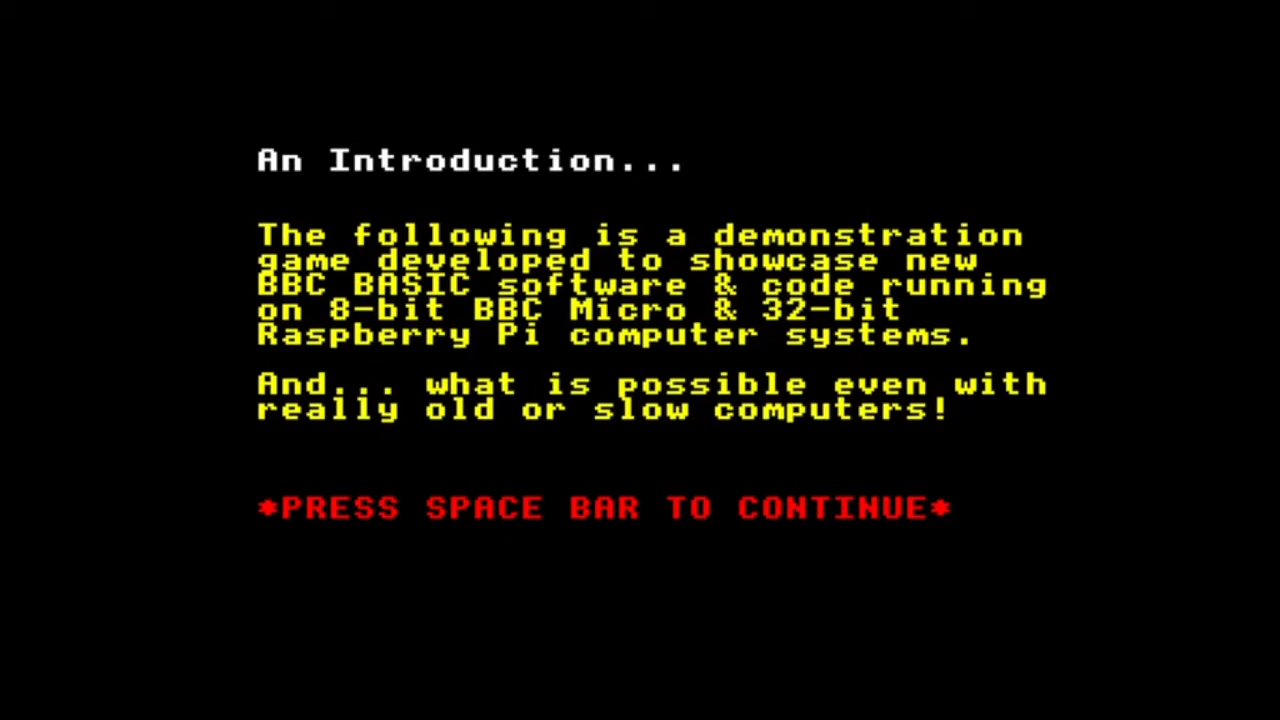 An Introduction...
The following is a demonstration
game developed to showcase new
BBC BASIC software & code running
on 8-bit BBC Micro & 32-bit
Raspberry Pi computer systems.
And... what is possible even with
really old or slow computers!
*PRESS SPACE BAR TO CONTINUE*